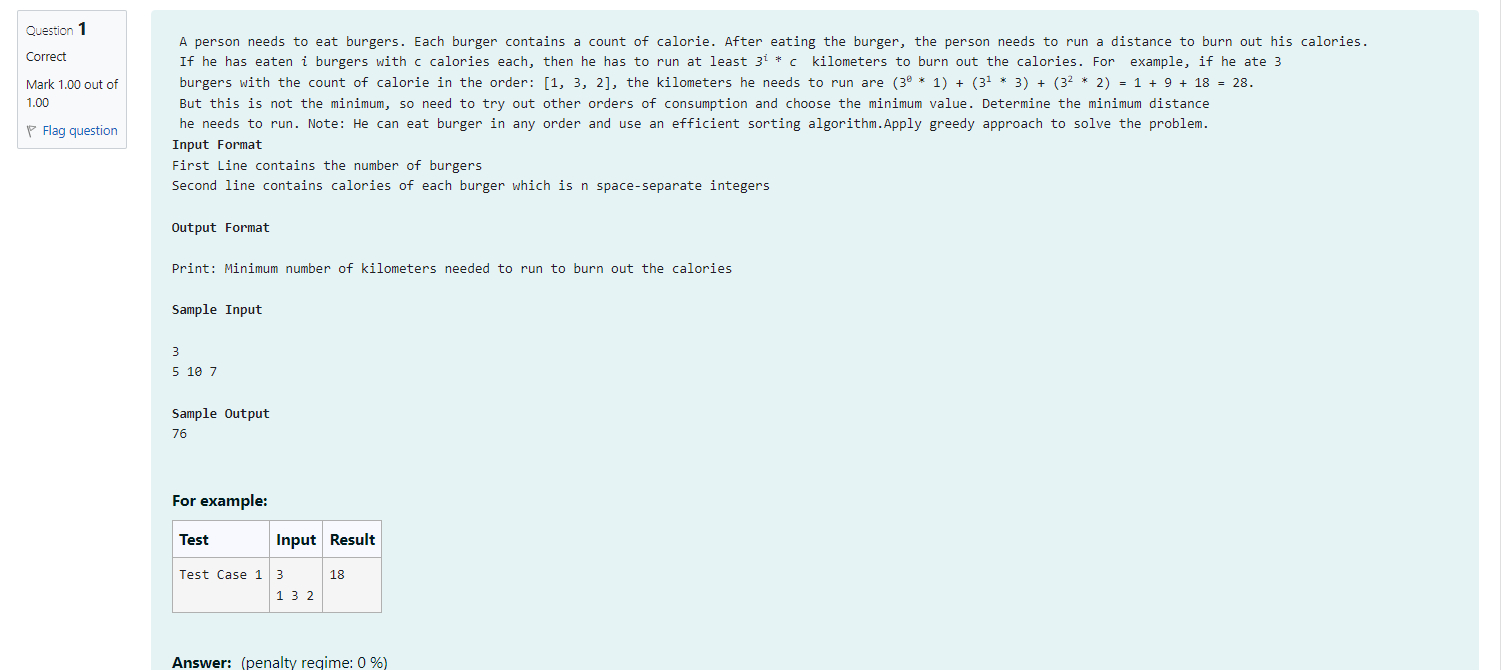 Question 1
Correct
Mark 1.00 out of
1.00
Flag question
A person needs to eat burgers. Each burger contains a count of calorie. After eating the burger, the person needs to run a distance to burn out his calories.
If he has eaten i burgers with c calories each, then he has to run at least 3ⁱ * c kilometers to burn out the calories. For example, if he ate 3
burgers with the count of calorie in the order: [1, 3, 2], the kilometers he needs to run are (3⁰ * 1) + (3¹ * 3) + (3² * 2) = 1 + 9 + 18 = 28.
But this is not the minimum, so need to try out other orders of consumption and choose the minimum value. Determine the minimum distance
he needs to run. Note: He can eat burger in any order and use an efficient sorting algorithm.Apply greedy approach to solve the problem.
Input Format
First Line contains the number of burgers
Second line contains calories of each burger which is n space-separate integers
Output Format
Print: Minimum number of kilometers needed to run to burn out the calories
Sample Input
3
5 10 7
Sample Output
76
For example:
Test Input Result
Test Case 1 3 18
1 3 2
Answer: (penalty regime: 0 %)